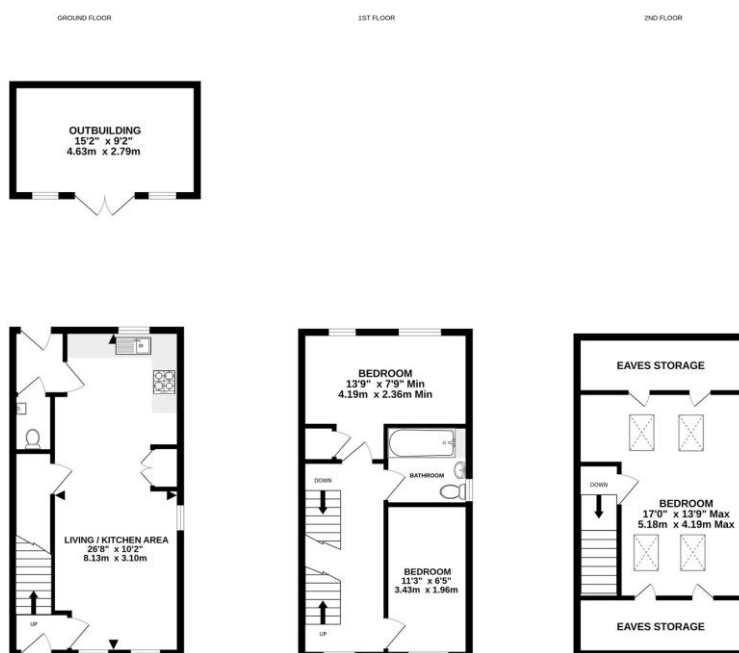 GROUND FLOOR
1ST FLOOR
2ND FLOOR
OUTBUILDING
15'2" x 9'2"
4.63m x 2.79m
LIVING / KITCHEN AREA
26'8" x 10'2"
8.13m x 3.10m
UP
BEDROOM
13'9" x 7'9" Min
4.19m x 2.36m Min
BATHROOM
DOWN
BEDROOM
11'3" x 6'5"
3.43m x 1.96m
UP
EAVES STORAGE
DOWN
BEDROOM
17'0" x 13'9" Max
5.18m x 4.19m Max
EAVES STORAGE